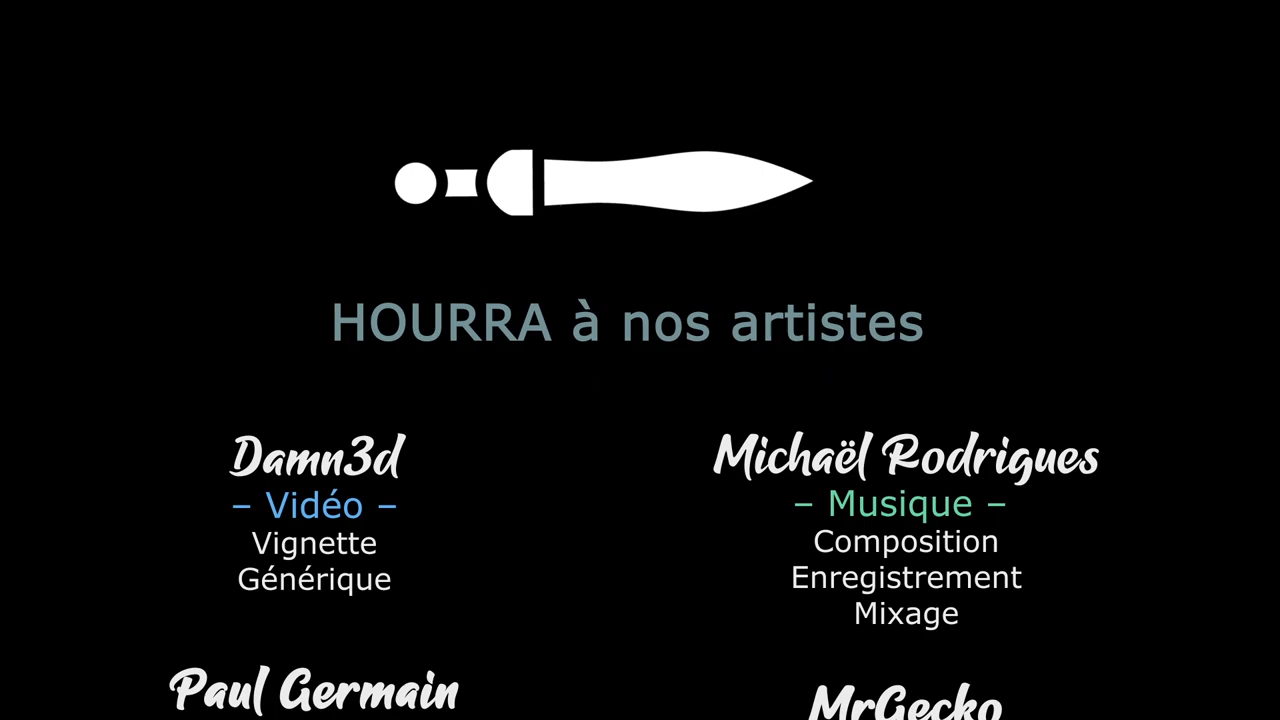 HOURRA à nos artistes
Damn3d
– Vidéo –
Vignette
Générique
Michaël Rodrigues
– Musique –
Composition
Enregistrement
Mixage
Paul Germain
MrGecko